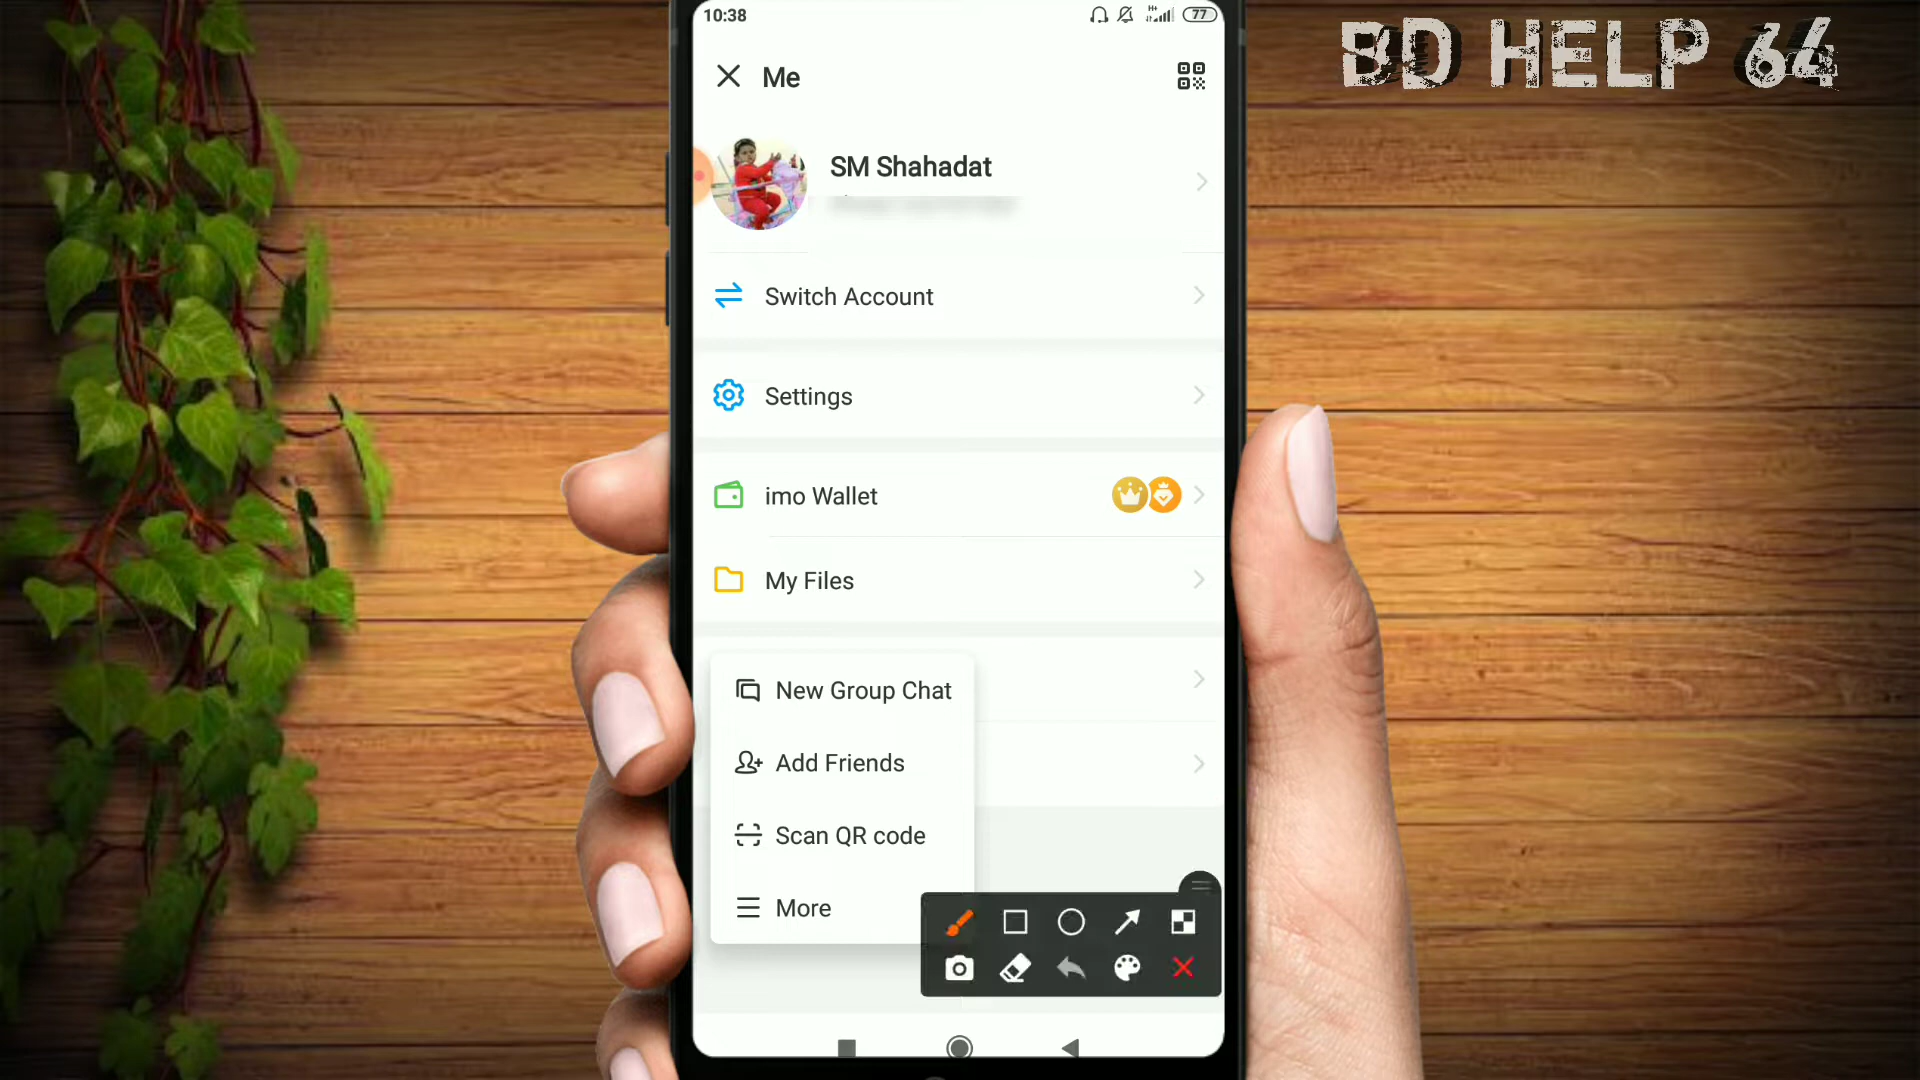 10:38
H+
77
BD HELP 64
Me
SM Shahadat
Switch Account
Settings
imo Wallet
My Files
New Group Chat
Add Friends
Scan QR code
More